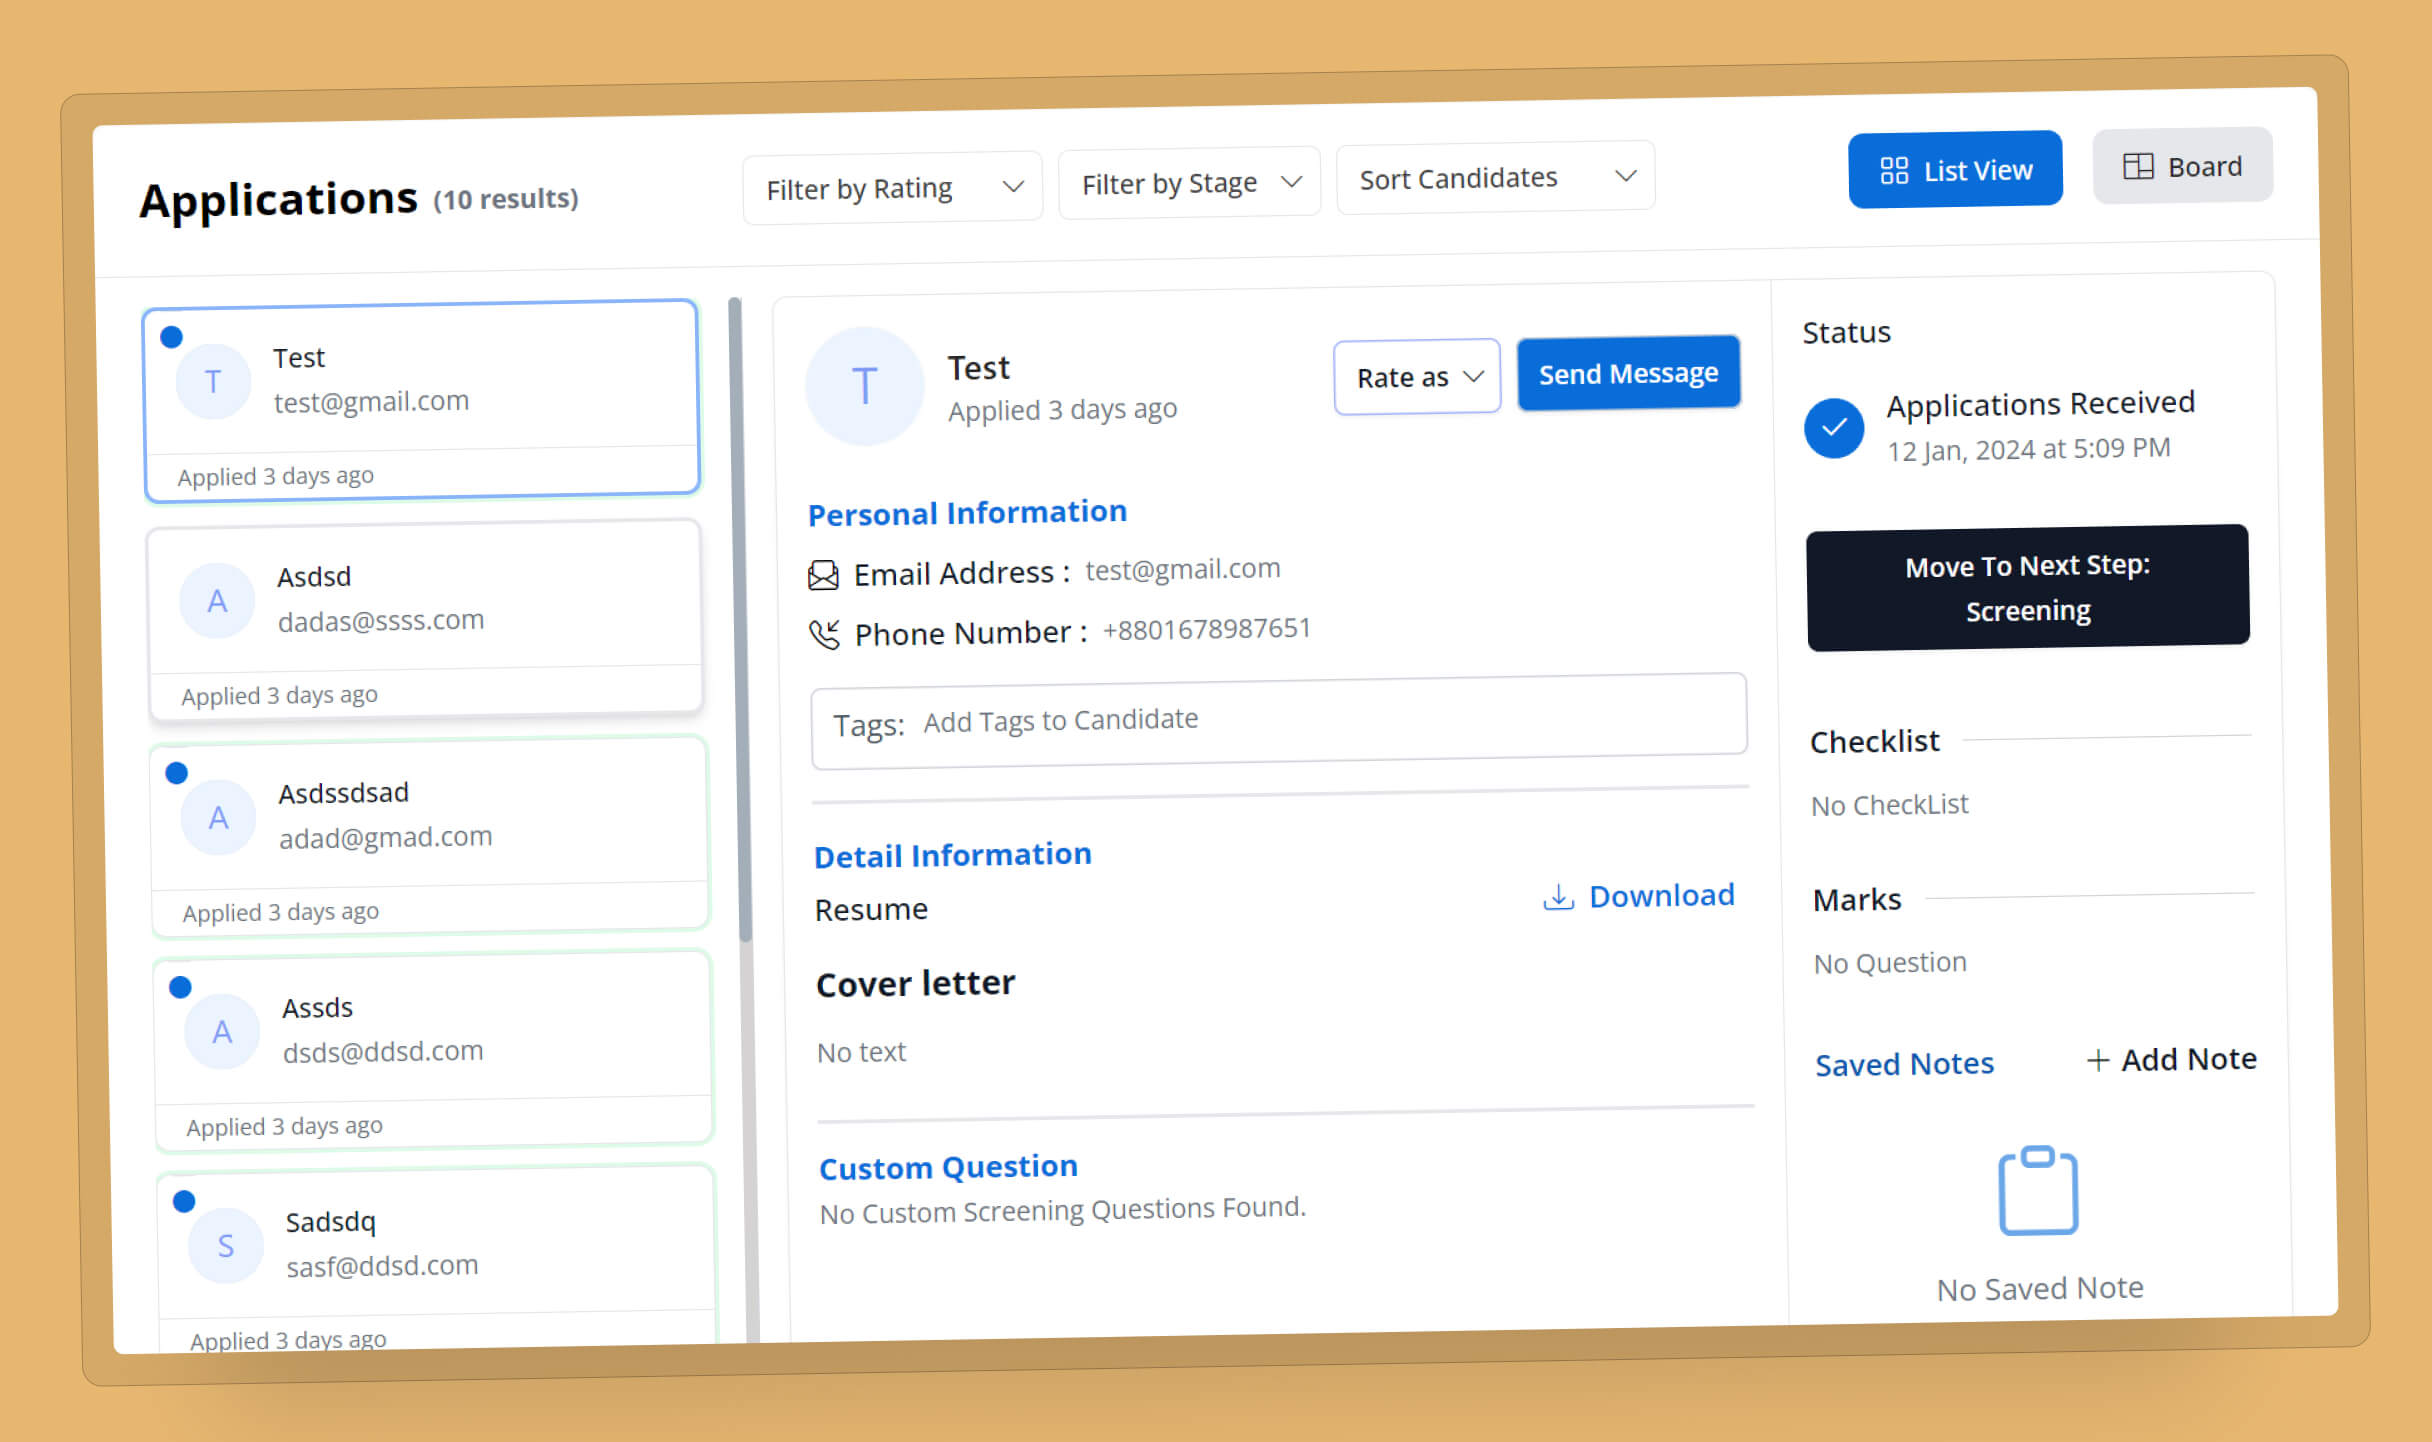 Applications (10 results)
Filter by Rating
Filter by Stage
Sort Candidates
List View
Board
T
Test
test@gmail.com
Applied 3 days ago
A
Asdsd
dadas@ssss.com
Applied 3 days ago
A
Asdssdsad
adad@gmad.com
Applied 3 days ago
A
Assds
dsds@ddsd.com
Applied 3 days ago
S
Sadsdq
sasf@ddsd.com
Applied 3 days ago
T
Test
Applied 3 days ago
Rate as
Send Message
Personal Information
Email Address : test@gmail.com
Phone Number : +8801678987651
Tags: Add Tags to Candidate
Detail Information
Resume
Download
Cover letter
No text
Custom Question
No Custom Screening Questions Found.
Status
Applications Received
12 Jan, 2024 at 5:09 PM
Move To Next Step:
Screening
Checklist
No CheckList
Marks
No Question
Saved Notes
+ Add Note
No Saved Note